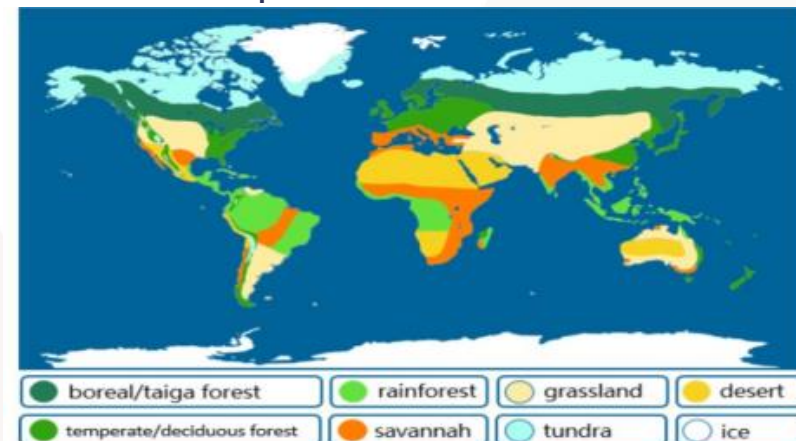 boreal/taiga forest rainforest grassland desert
temperate/deciduous forest savannah tundra ice